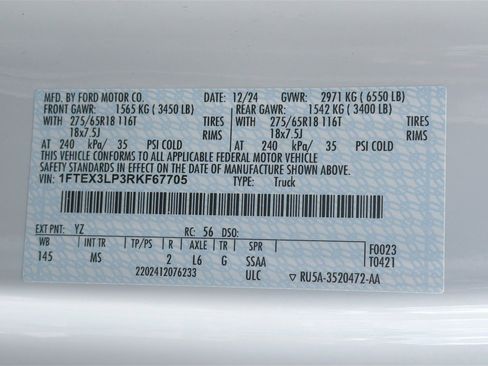 MFD. BY FORD MOTOR CO. DATE: 12/24 GVWR: 2971 KG ( 6550 LB)
FRONT GAWR: 1565 KG ( 3450 LB) REAR GAWR: 1542 KG ( 3400 LB)
WITH 275/65R18 116T TIRES WITH 275/65R18 116T TIRES
18x7.5J RIMS 18x7.5J RIMS
AT 240 kPa/ 35 PSI COLD AT 240 kPa/ 35 PSI COLD
THIS VEHICLE CONFORMS TO ALL APPLICABLE FEDERAL MOTOR VEHICLE
SAFETY STANDARDS IN EFFECT ON THE DATE OF MANUFACTURE SHOWN ABOVE.
VIN: 1FTEX3LP3RKF67705 TYPE: Truck
EXT PNT: YZ RC: 56 DSO:
WB INT TR TP/PS R AXLE TR SPR F0023
145 MS 2 L6 G SSAA T0421
2202412076233 ULC ▽ RU5A-3520472-AA